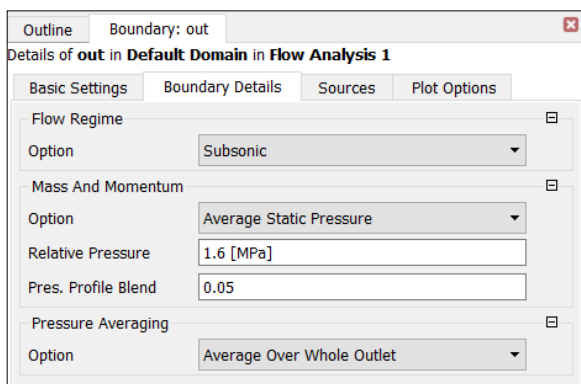 Outline Boundary: out
Details of out in Default Domain in Flow Analysis 1
Basic Settings Boundary Details Sources Plot Options
Flow Regime
Option Subsonic
Mass And Momentum
Option Average Static Pressure
Relative Pressure 1.6 [MPa]
Pres. Profile Blend 0.05
Pressure Averaging
Option Average Over Whole Outlet